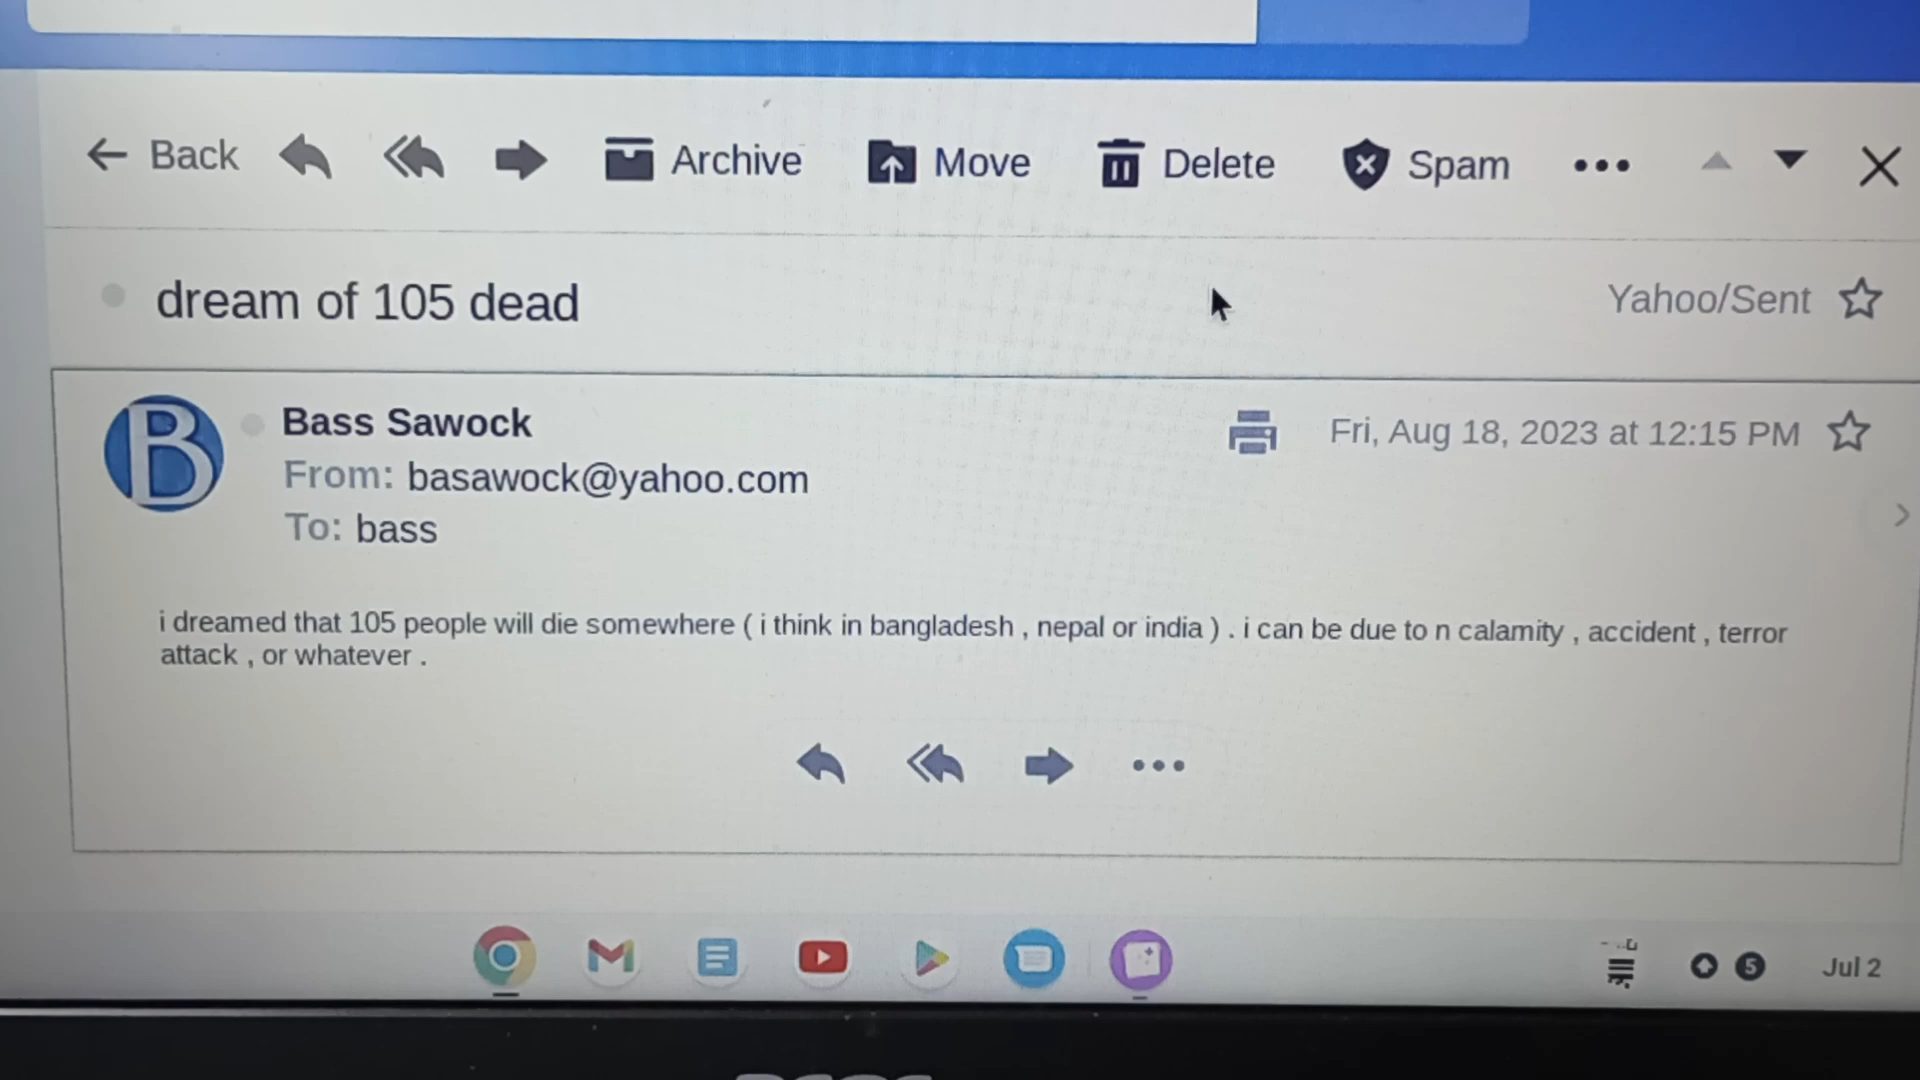 Back Archive Move Delete Spam
dream of 105 dead Yahoo/Sent
B Bass Sawock Fri, Aug 18, 2023 at 12:15 PM
From: basawock@yahoo.com
To: bass
i dreamed that 105 people will die somewhere ( i think in bangladesh , nepal or india ) . i can be due to n calamity , accident , terror
attack , or whatever .
5 Jul 2